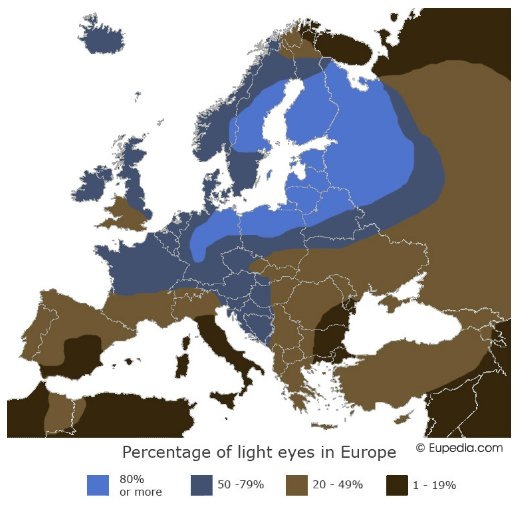 Percentage of light eyes in Europe
© Eupedia.com
80%
or more
50 -79%
20 - 49%
1 - 19%